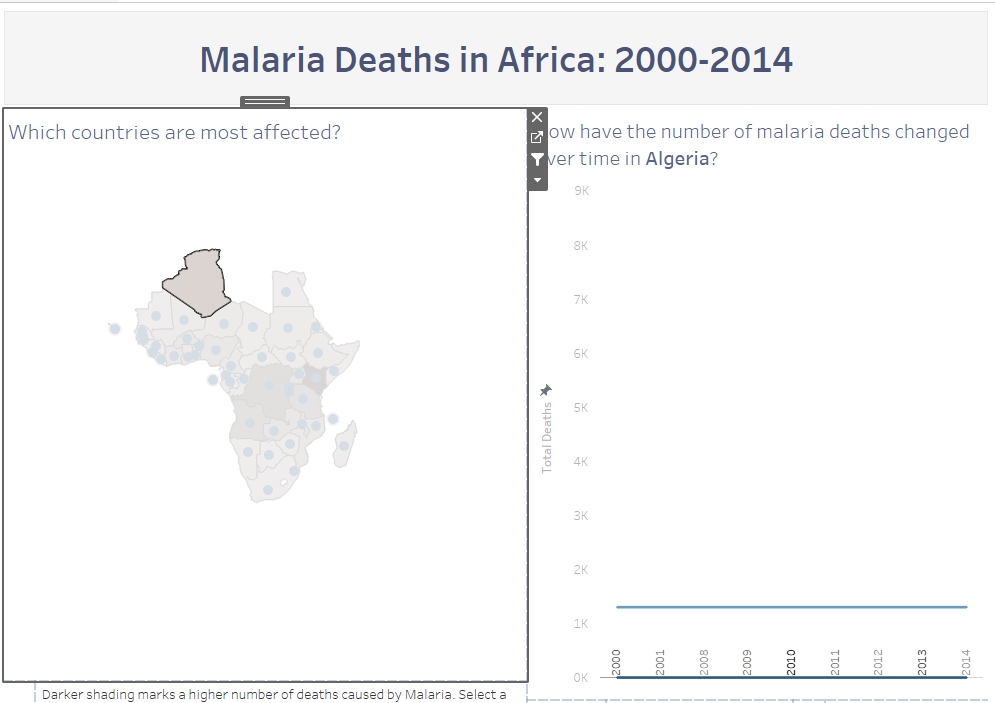 Malaria Deaths in Africa: 2000-2014
Which countries are most affected?
ow have the number of malaria deaths changed
ver time in Algeria?
9K
8K
7K
6K
5K
4K
3K
2K
1K
0K
Total Deaths
2000
2001
2008
2009
2010
2011
2012
2013
2014
Darker shading marks a higher number of deaths caused by Malaria. Select a